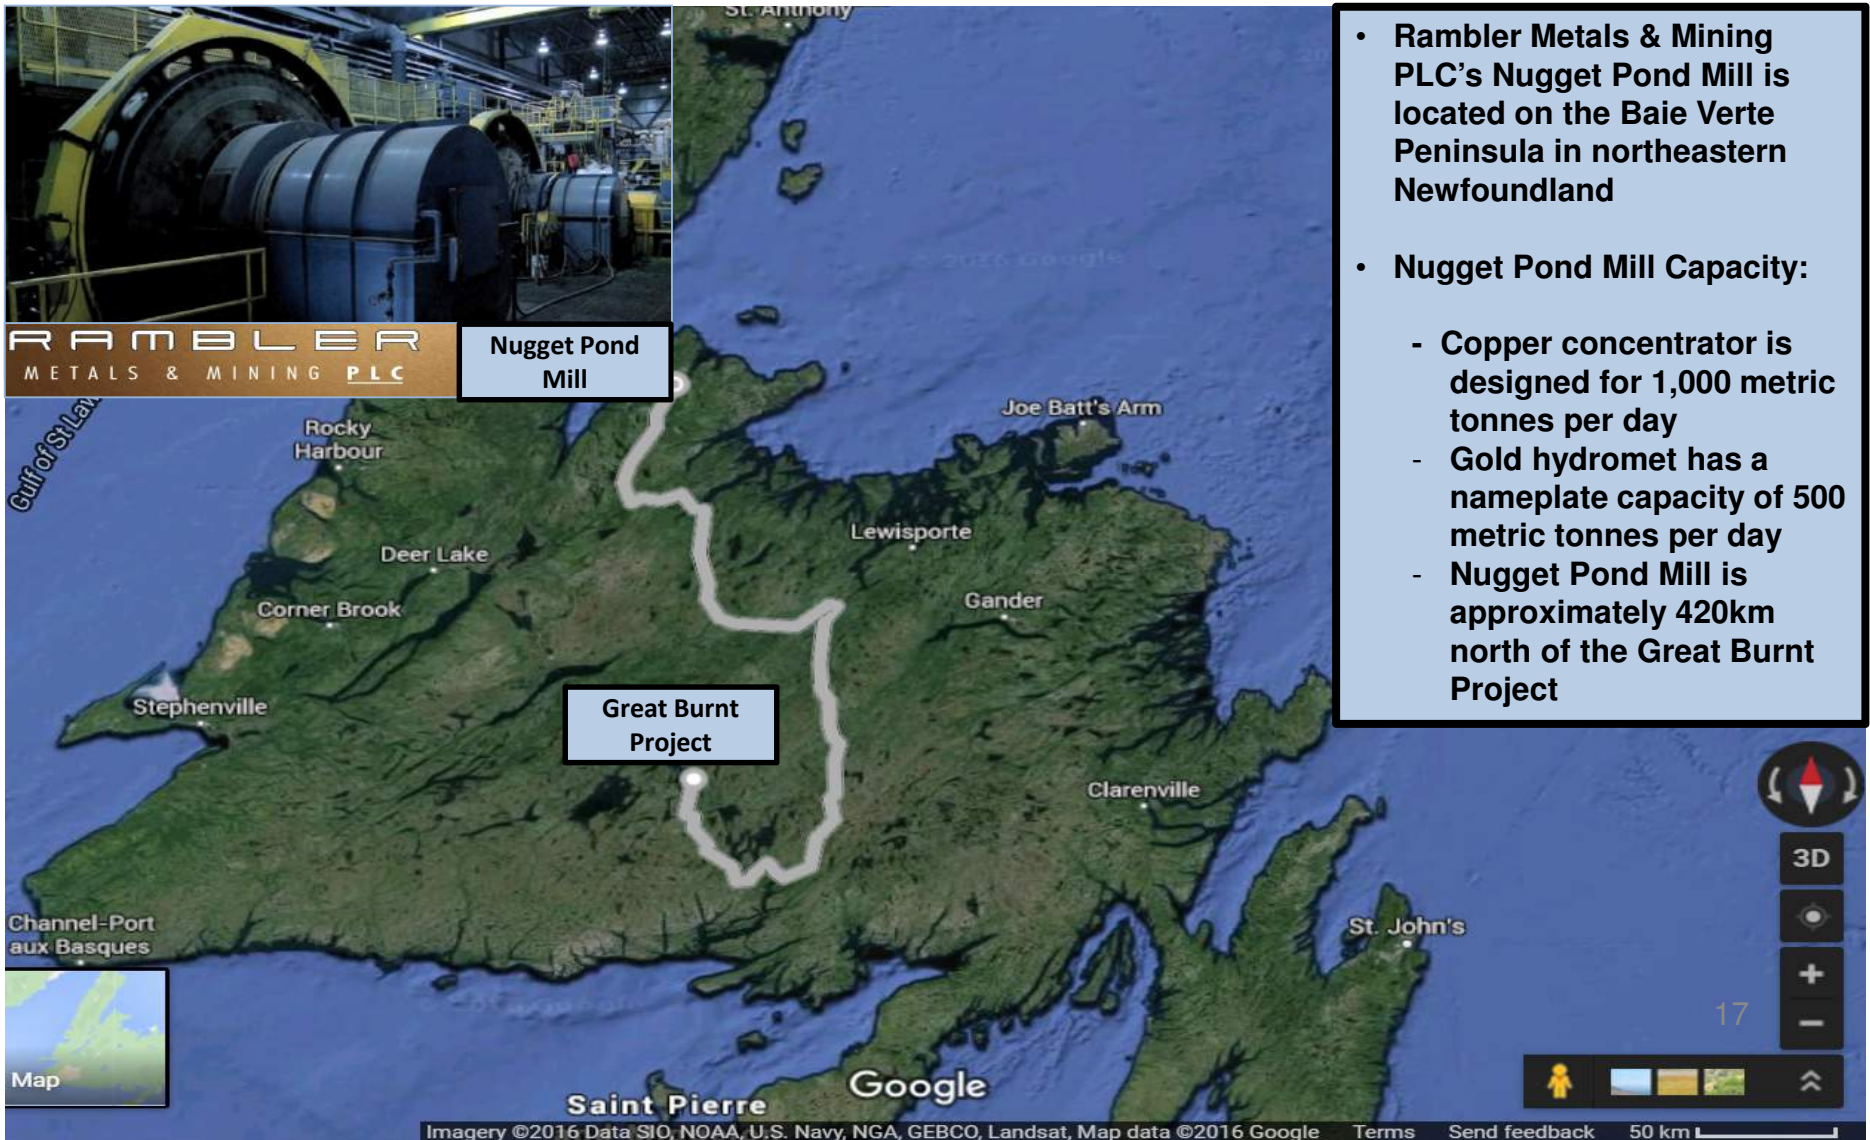 St. Anthony
RAMBLER
METALS & MINING PLC
Nugget Pond
Mill
• Rambler Metals & Mining
PLC’s Nugget Pond Mill is
located on the Baie Verte
Peninsula in northeastern
Newfoundland
• Nugget Pond Mill Capacity:
- Copper concentrator is
designed for 1,000 metric
tonnes per day
- Gold hydromet has a
nameplate capacity of 500
metric tonnes per day
- Nugget Pond Mill is
approximately 420km
north of the Great Burnt
Project
© 2016 Google
Gulf of St Law
Rocky
Harbour
Joe Batt's Arm
Lewisporte
Deer Lake
Corner Brook
Gander
Stephenville
Great Burnt
Project
Clarenville
Channel-Port
aux Basques
St. John's
3D
+
17
−
Map
Google
Saint Pierre
Imagery ©2016 Data SIO, NOAA, U.S. Navy, NGA, GEBCO, Landsat, Map data ©2016 Google Terms Send feedback 50 km